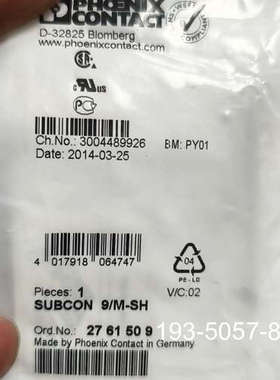 PHOENIX
CONTACT
D-32825 Blomberg
www.phoenixcontact.com
Ch.No.: 3004489926
BM: PY01
Date: 2014-03-25
4 017918 064747
04
PE-LD
Pieces: 1
V/C:02
SUBCON 9/M-SH
Ord.No.: 27 61 50 9
193-5057-8
Made by Phoenix Contact in Germany